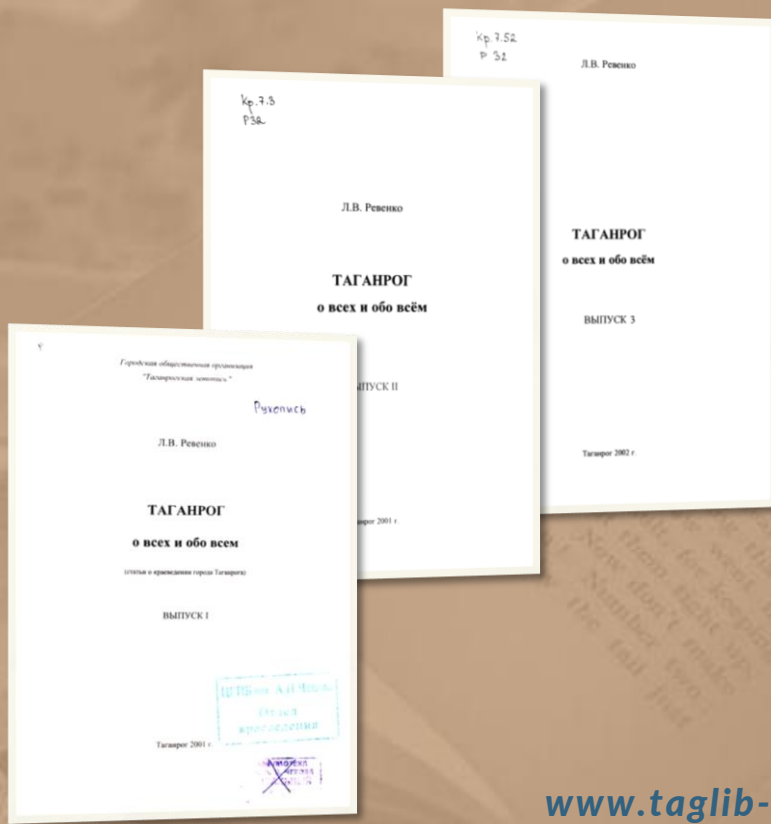 Кр. 7.52
Р 32
Л.В. Ревенко
ТАГАНРОГ
о всех и обо всём
ВЫПУСК 3
Таганрог 2002 г
Кр. 7.3
Р32
Л.В. Ревенко
ТАГАНРОГ
о всех и обо всём
ЫПУСК II
анрог 2001 г.
Городская общественная организация
"Таганрогская летопись"
Рукопись
Л.В. Ревенко
ТАГАНРОГ
о всех и обо всем
(статьи о краеведении города Таганрога)
ВЫПУСК I
Отдел
краеведения
Таганрог 2001 г.
www.taglib-